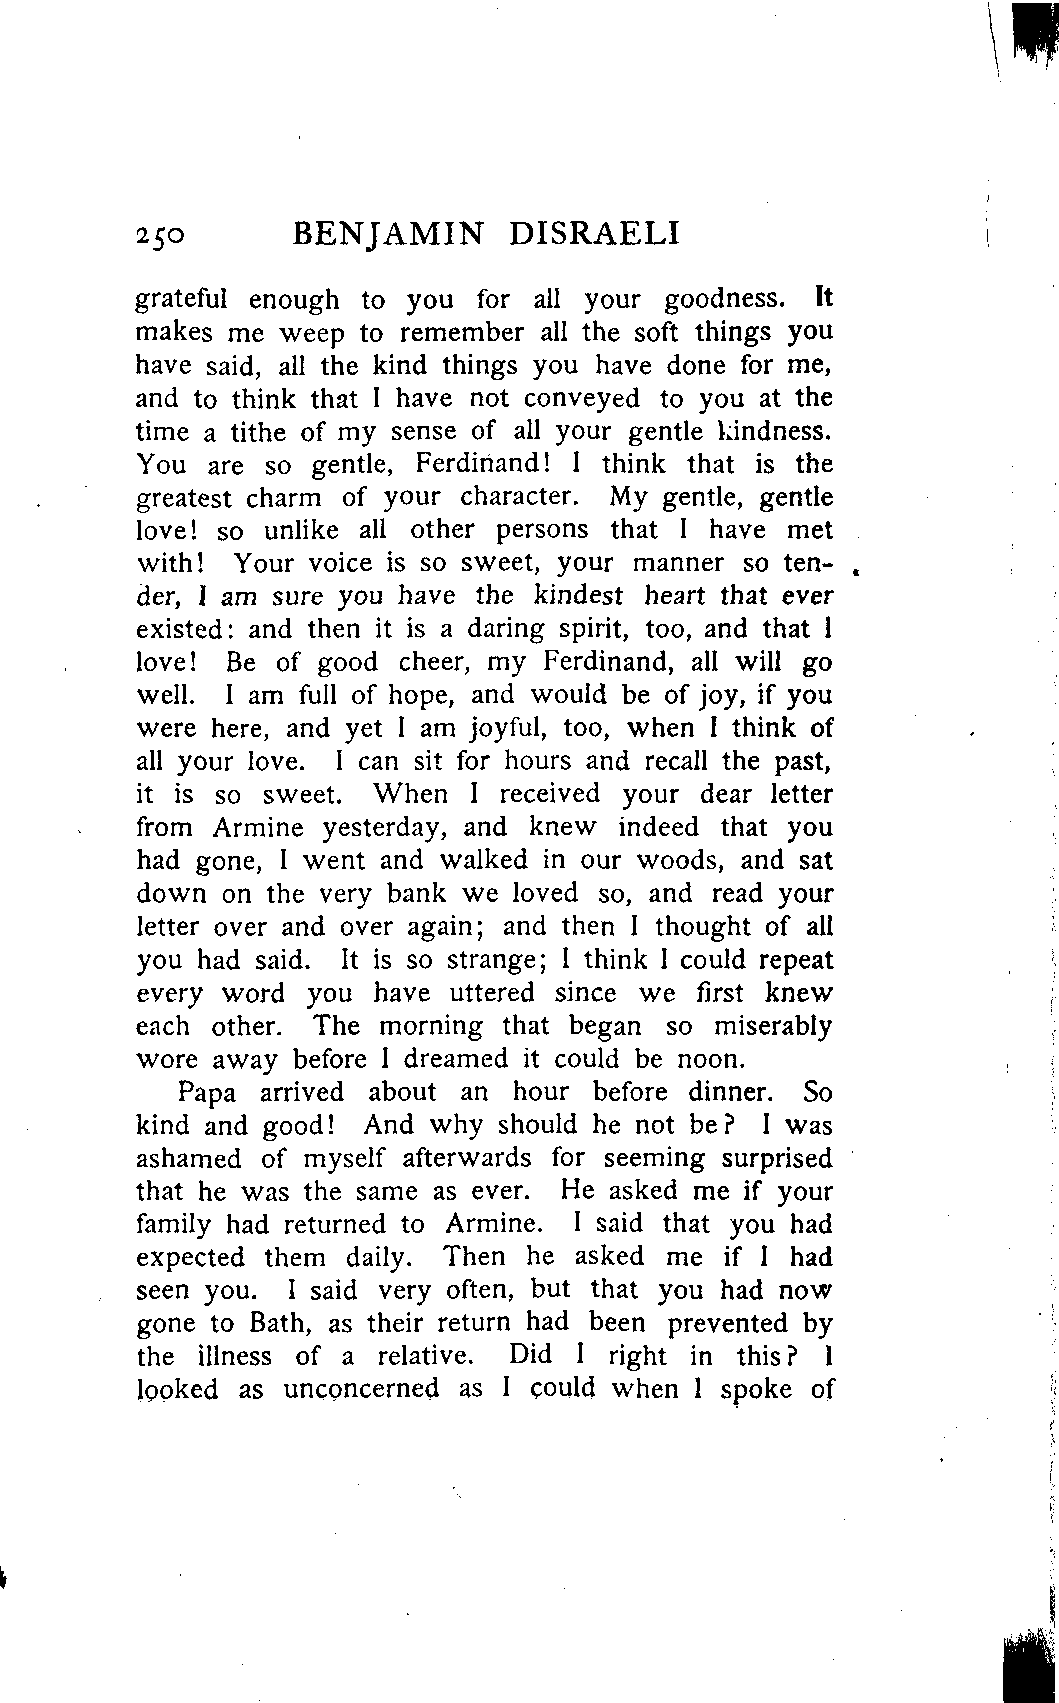 250 BENJAMIN DISRAELI
grateful enough to you for all your goodness. It
makes me weep to remember all the soft things you
have said, all the kind things you have done for me,
and to think that I have not conveyed to you at the
time a tithe of my sense of all your gentle kindness.
You are so gentle, Ferdinand! I think that is the
greatest charm of your character. My gentle, gentle
love! so unlike all other persons that I have met
with! Your voice is so sweet, your manner so ten-
der, I am sure you have the kindest heart that ever
existed: and then it is a daring spirit, too, and that I
love! Be of good cheer, my Ferdinand, all will go
well. I am full of hope, and would be of joy, if you
were here, and yet I am joyful, too, when I think of
all your love. I can sit for hours and recall the past,
it is so sweet. When I received your dear letter
from Armine yesterday, and knew indeed that you
had gone, I went and walked in our woods, and sat
down on the very bank we loved so, and read your
letter over and over again; and then I thought of all
you had said. It is so strange; I think I could repeat
every word you have uttered since we first knew
each other. The morning that began so miserably
wore away before I dreamed it could be noon.
Papa arrived about an hour before dinner. So
kind and good! And why should he not be? I was
ashamed of myself afterwards for seeming surprised
that he was the same as ever. He asked me if your
family had returned to Armine. I said that you had
expected them daily. Then he asked me if I had
seen you. I said very often, but that you had now
gone to Bath, as their return had been prevented by
the illness of a relative. Did I right in this? I
looked as unconcerned as I could when I spoke of